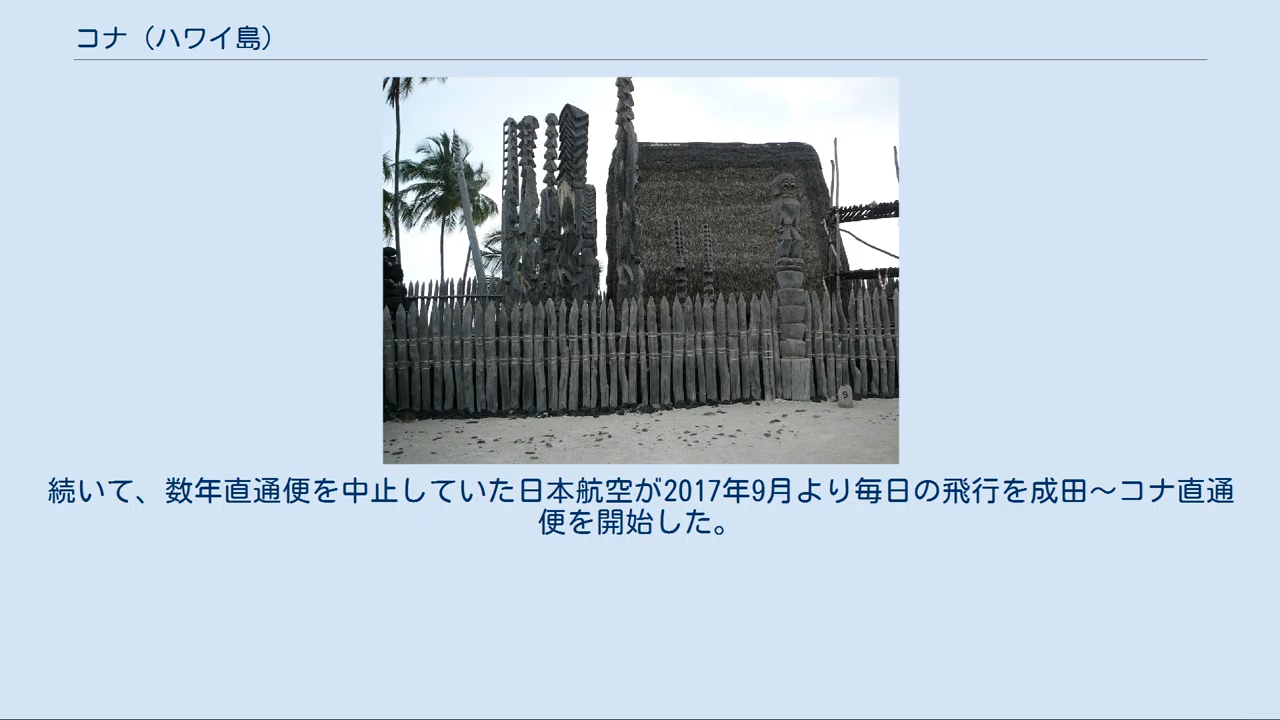 コナ（ハワイ島）
9
続いて、数年直通便を中止していた日本航空が2017年9月より毎日の飛行を成田～コナ直通
便を開始した。